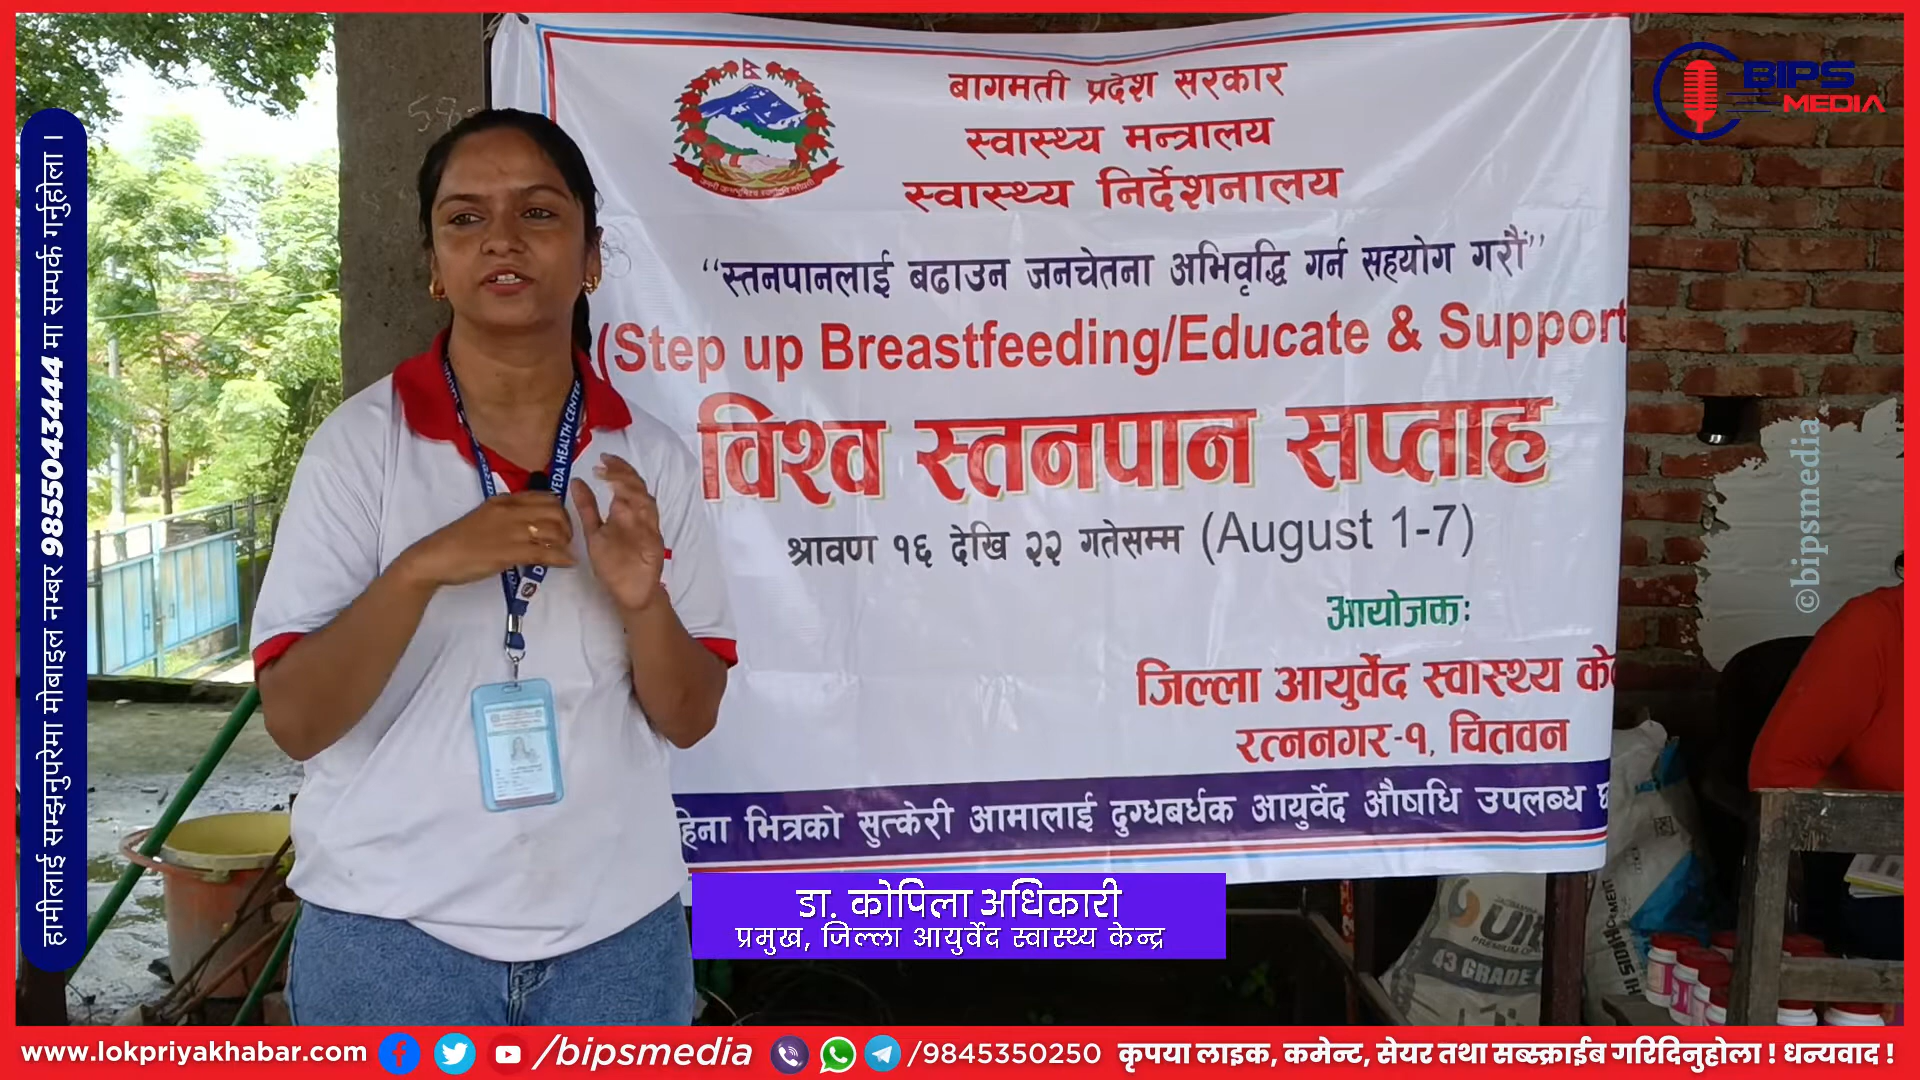 BIPS
MEDIA
हामीलाई सम्झनुपरेमा मोबाइल नम्बर 9855043444 मा सम्पर्क गर्नुहोला ।
बागमती प्रदेश सरकार
स्वास्थ्य मन्त्रालय
स्वास्थ्य निर्देशनालय
“स्तनपानलाई बढाउन जनचेतना अभिवृद्धि गर्न सहयोग गरौं”
(Step up Breastfeeding/Educate & Support
विश्व स्तनपान सप्ताह
श्रावण १६ देखि २२ गतेसम्म (August 1-7)
आयोजकः
जिल्ला आयुर्वेद स्वास्थ्य
रत्ननगर-१, चितवन
भित्रको सुत्केरी आमालाई दुग्धबर्धक आयुर्वेद औषधि उपलब्ध
VEDA HEALTH CENTER
©bipsmedia
43 GRADE
डा. कोपिला अधिकारी
प्रमुख, जिल्ला आयुर्वेद स्वास्थ्य केन्द्र
www.lokpriyakhabar.com /bipsmedia /9845350250 कृपया लाइक, कमेन्ट, सेयर तथा सब्स्क्राईब गरिदिनुहोला ! धन्यवाद !